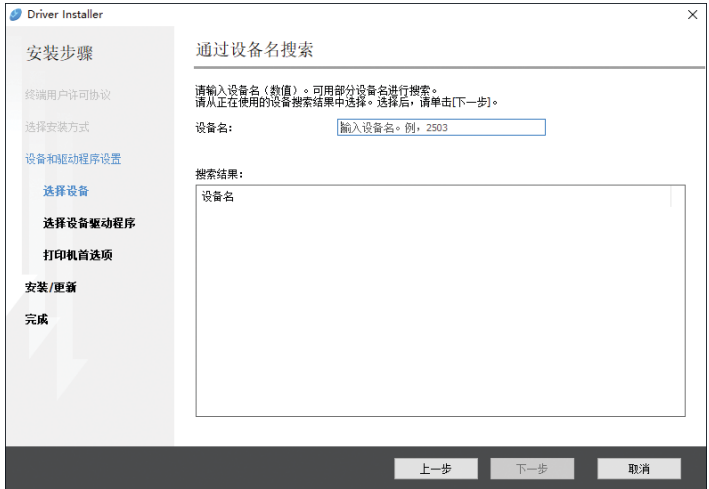 Driver Installer
安装步骤
终端用户许可协议
选择安装方式
设备和驱动程序设置
选择设备
选择设备驱动程序
打印机首选项
安装/更新
完成
通过设备名搜索
请输入设备名（数值）。可用部分设备名进行搜索。
请从正在使用的设备搜索结果中选择。选择后，请单击[下一步]。
设备名：
输入设备名。例，2503
搜索结果：
设备名
上一步
下一步
取消